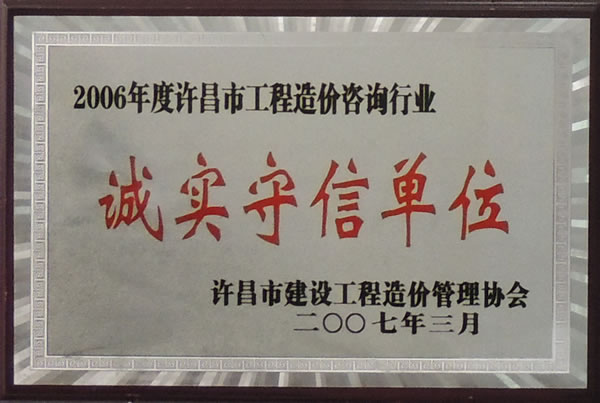 2006年度许昌市工程造价咨询行业
诚实守信单位
许昌市建设工程造价管理协会
二〇〇七年三月